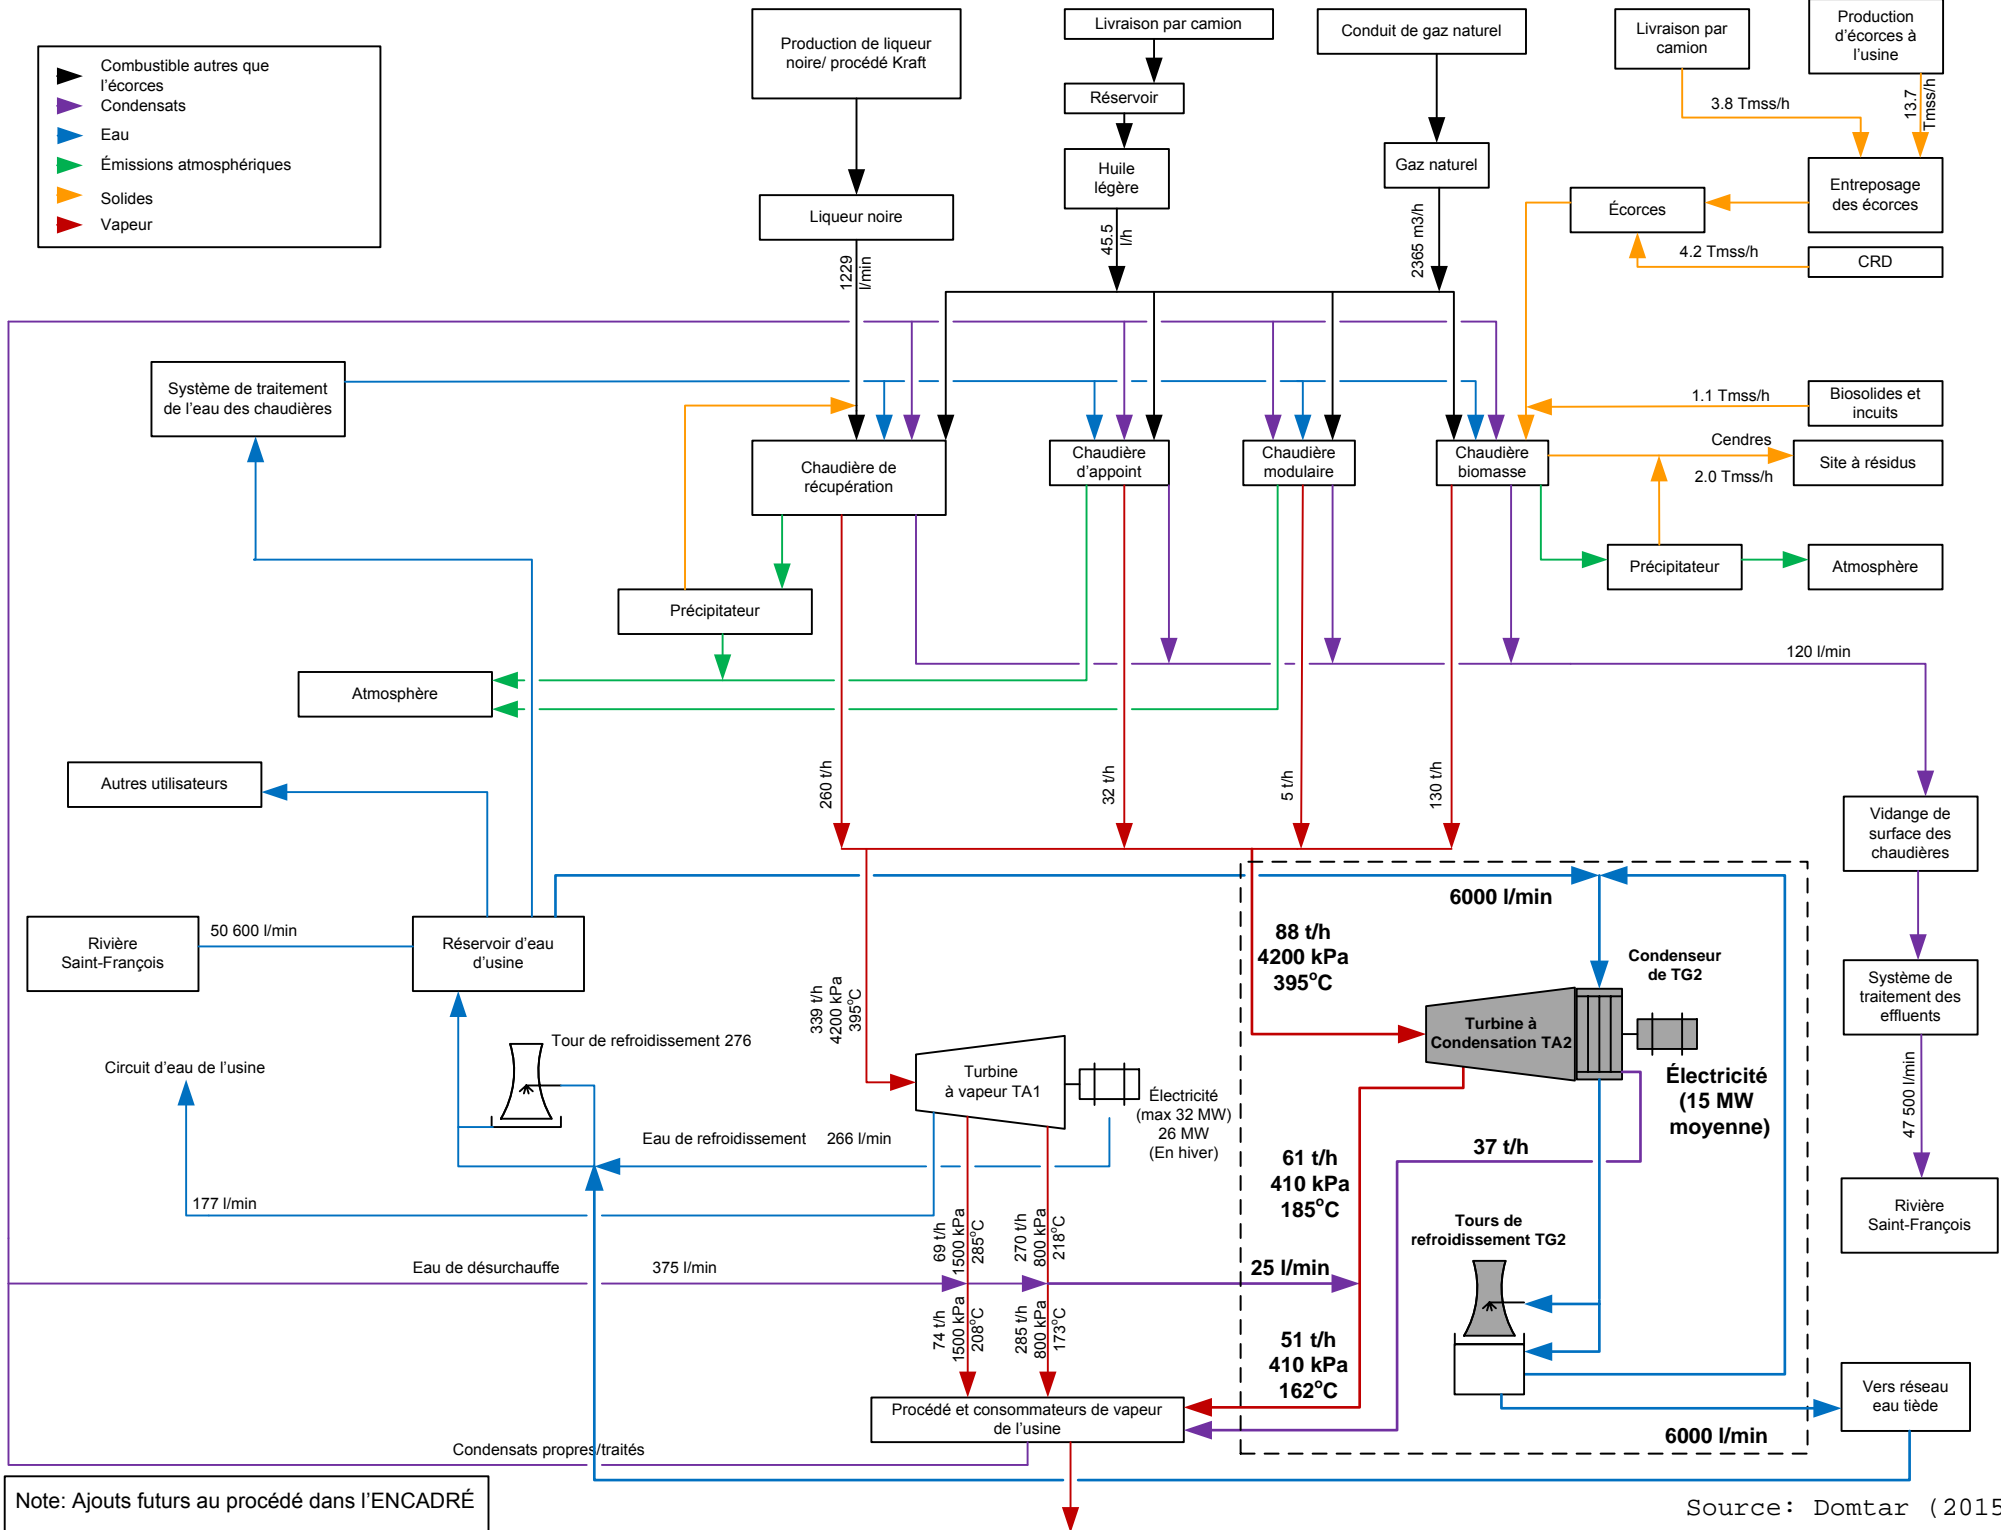 Combustible autres que
l'écorces
Condensats
Eau
Émissions atmosphériques
Solides
Vapeur
Production de liqueur
noire/ procédé Kraft
Livraison par camion
Réservoir
Huile
légère
Conduit de gaz naturel
Gaz naturel
Livraison par
camion
Production
d'écorces à
l'usine
3.8 Tmss/h
13.7
Tmss/h
Entreposage
des écorces
Écorces
4.2 Tmss/h
CRD
Liqueur noire
1229
l/min
45.5
l/h
2365 m3/h
Système de traitement
de l'eau des chaudières
1.1 Tmss/h
Biosolides et
incuits
Chaudière de
récupération
Chaudière
d'appoint
Chaudière
modulaire
Chaudière
biomasse
Cendres
2.0 Tmss/h
Site à résidus
Précipitateur
Précipitateur
Atmosphère
Atmosphère
120 l/min
Autres utilisateurs
260 t/h
32 t/h
5 t/h
130 t/h
Vidange de
surface des
chaudières
6000 l/min
Rivière
Saint-François
50 600 l/min
Réservoir d'eau
d'usine
88 t/h
4200 kPa
395°C
Condenseur
de TG2
Système de
traitement des
effluents
339 t/h
4200 kPa
395°C
Turbine à
Condensation TA2
Tour de refroidissement 276
Circuit d'eau de l'usine
Turbine
à vapeur TA1
Électricité
(max 32 MW)
26 MW
(En hiver)
Électricité
(15 MW
moyenne)
47 500 l/min
Eau de refroidissement 266 l/min
37 t/h
61 t/h
410 kPa
185°C
177 l/min
Rivière
Saint-François
69 t/h
1500 kPa
285°C
270 t/h
800 kPa
218°C
Tours de
refroidissement TG2
Eau de désurchauffe 375 l/min
25 l/min
74 t/h
1500 kPa
208°C
285 t/h
800 kPa
173°C
51 t/h
410 kPa
162°C
Procédé et consommateurs de vapeur
de l'usine
Vers réseau
eau tiède
6000 l/min
Condensats propres/traités
Note: Ajouts futurs au procédé dans l'ENCADRÉ
Source: Domtar (2015